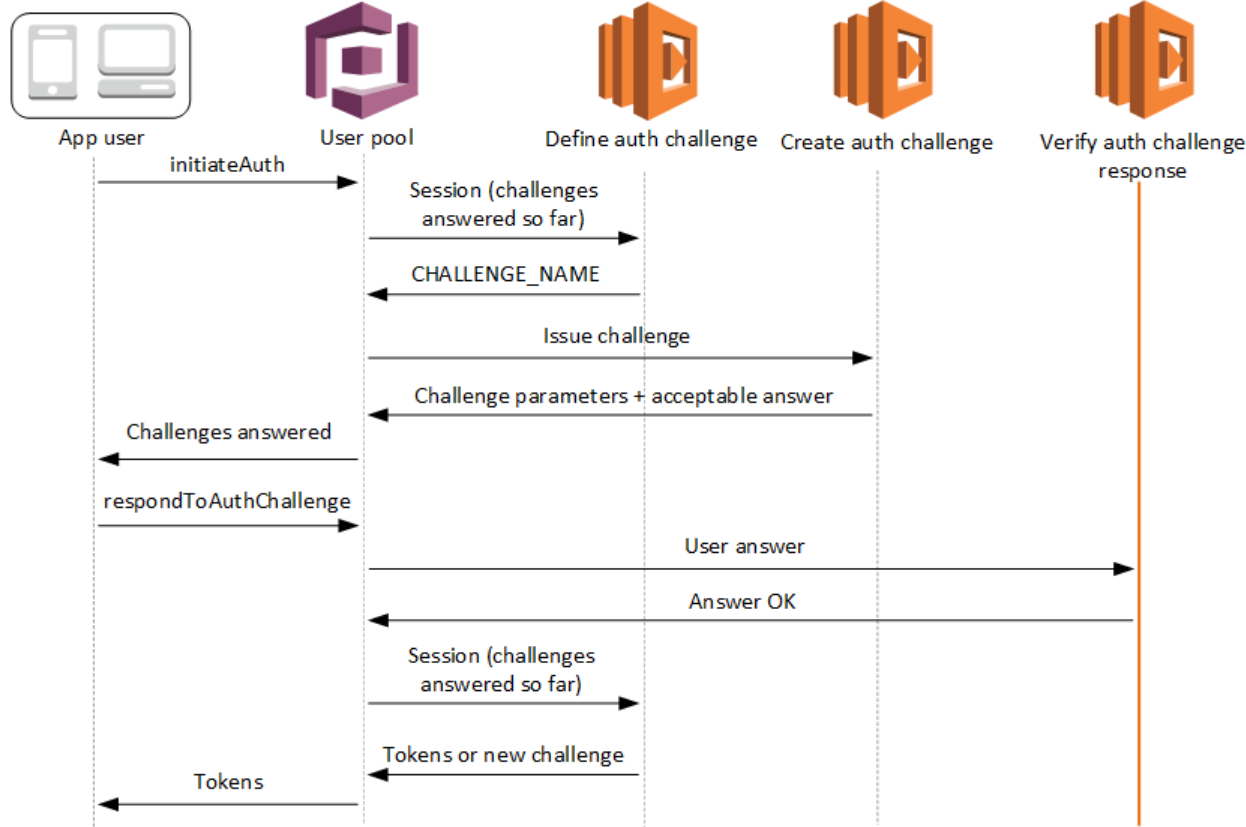 App user
User pool
Define auth challenge
Create auth challenge
Verify auth challenge
response
initiateAuth
Session (challenges
answered so far)
CHALLENGE_NAME
Issue challenge
Challenge parameters + acceptable answer
Challenges answered
respondToAuthChallenge
User answer
Answer OK
Session (challenges
answered so far)
Tokens or new challenge
Tokens